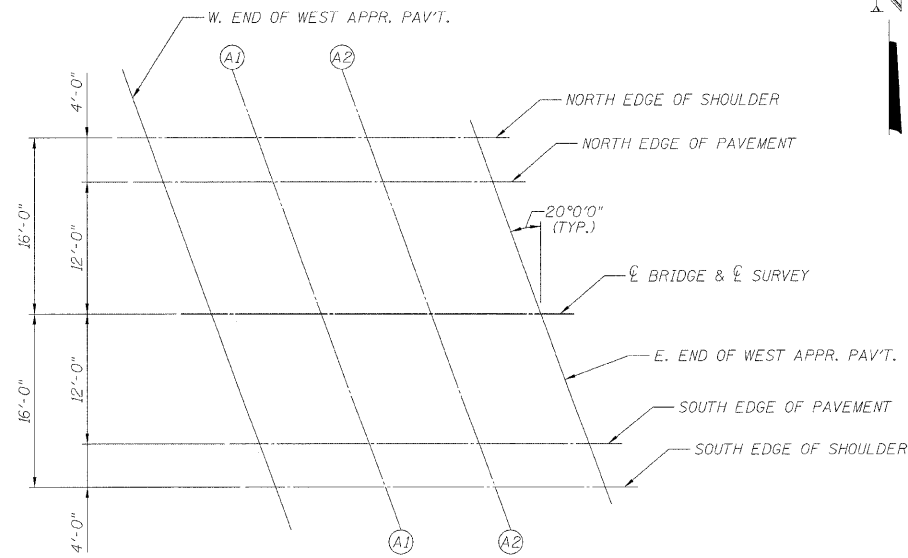 W. END OF WEST APPR. PAV'T.
N
A1
A2
4'-0"
NORTH EDGE OF SHOULDER
NORTH EDGE OF PAVEMENT
16'-0"
12'-0"
20°0'0"
(TYP.)
℄ BRIDGE & ℄ SURVEY
16'-0"
12'-0"
E. END OF WEST APPR. PAV'T.
SOUTH EDGE OF PAVEMENT
SOUTH EDGE OF SHOULDER
4'-0"
A1
A2